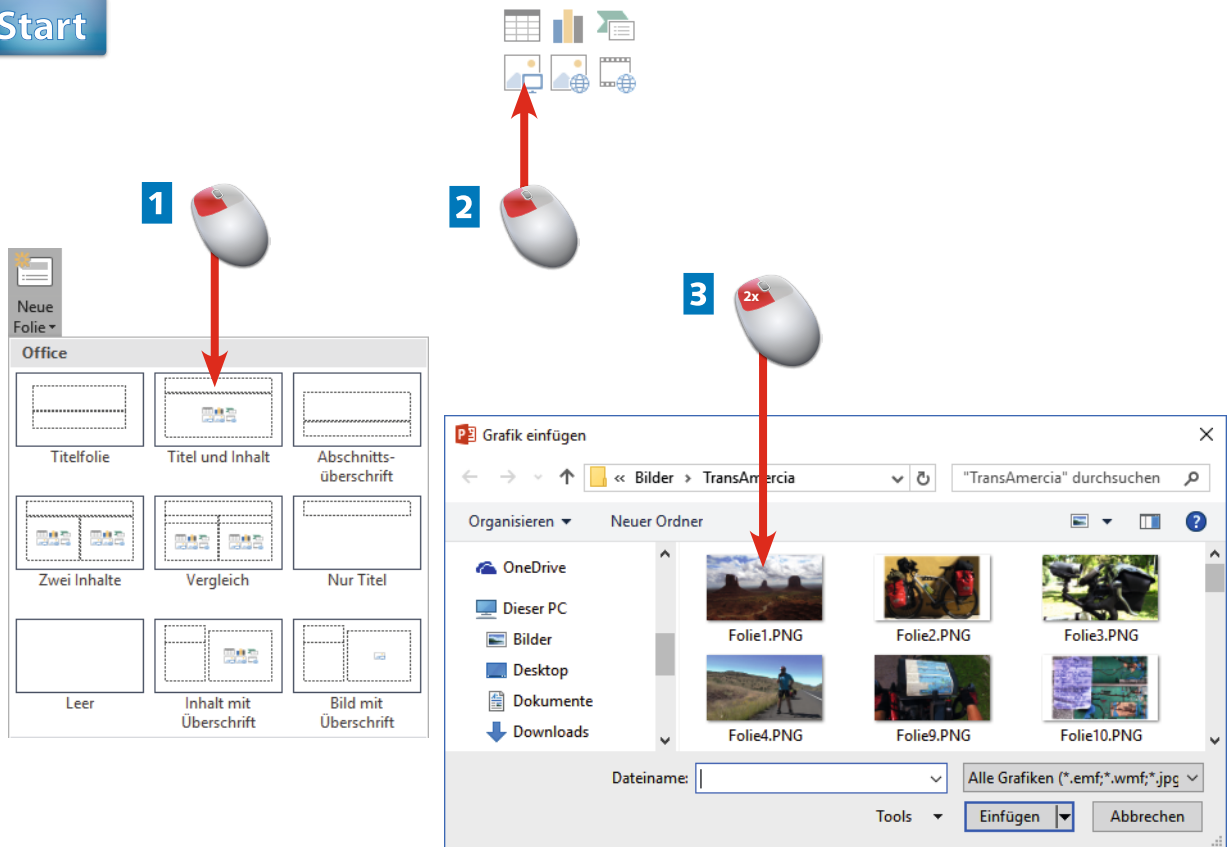 Start
1
2
3
2x
Neue
Folie
Office
Titelfolie
Titel und Inhalt
Abschnitts-
überschrift
Zwei Inhalte
Vergleich
Nur Titel
Leer
Inhalt mit
Überschrift
Bild mit
Überschrift
Grafik einfügen
« Bilder > TransAmercia
"TransAmercia" durchsuchen
Organisieren
Neuer Ordner
OneDrive
Dieser PC
Bilder
Desktop
Dokumente
Downloads
Folie1.PNG
Folie2.PNG
Folie3.PNG
Folie4.PNG
Folie9.PNG
Folie10.PNG
Dateiname:
Alle Grafiken (*.emf;*.wmf;*.jpg
Tools
Einfügen
Abbrechen